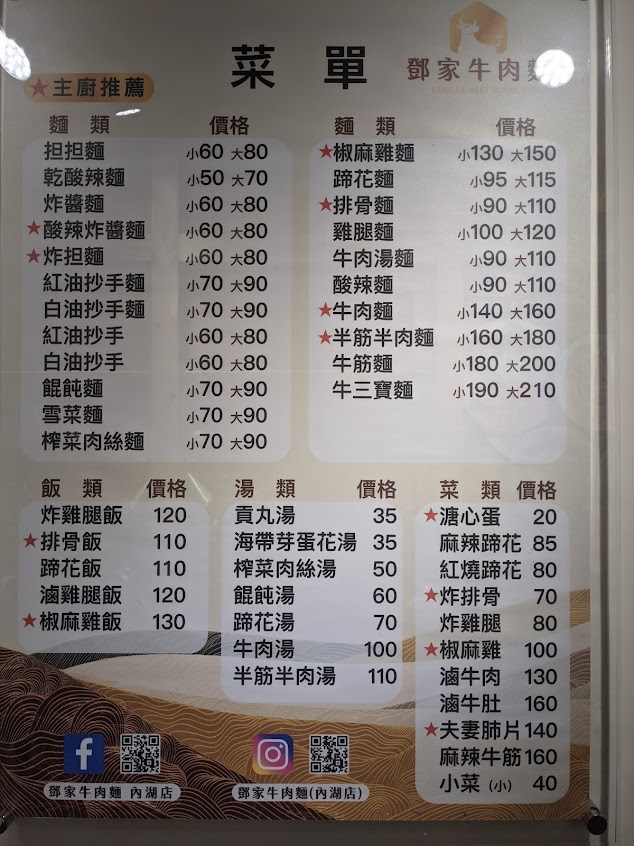 菜 單
鄧家牛肉麵
★主廚推薦
麵 類 價格
担担麵 小60 大80
乾酸辣麵 小50 大70
炸醬麵 小60 大80
★酸辣炸醬麵 小60 大80
★炸担麵 小60 大80
紅油抄手麵 小70 大90
白油抄手麵 小70 大90
紅油抄手 小60 大80
白油抄手 小60 大80
餛飩麵 小70 大90
雪菜麵 小70 大90
榨菜肉絲麵 小70 大90
麵 類 價格
★椒麻雞麵 小130 大150
蹄花麵 小95 大115
★排骨麵 小90 大110
雞腿麵 小100 大120
牛肉湯麵 小90 大110
酸辣麵 小90 大110
★牛肉麵 小140 大160
★半筋半肉麵 小160 大180
牛筋麵 小180 大200
牛三寶麵 小190 大210
飯 類 價格
炸雞腿飯 120
★排骨飯 110
蹄花飯 110
滷雞腿飯 120
★椒麻雞飯 130
湯 類 價格
貢丸湯 35
海帶芽蛋花湯 35
榨菜肉絲湯 50
餛飩湯 60
蹄花湯 70
牛肉湯 100
半筋半肉湯 110
菜 類 價格
★溏心蛋 20
麻辣蹄花 85
紅燒蹄花 80
★炸排骨 70
炸雞腿 80
★椒麻雞 100
滷牛肉 130
滷牛肚 160
★夫妻肺片 140
麻辣牛筋 160
小菜（小） 40
鄧家牛肉麵 內湖店
鄧家牛肉麵(內湖店)